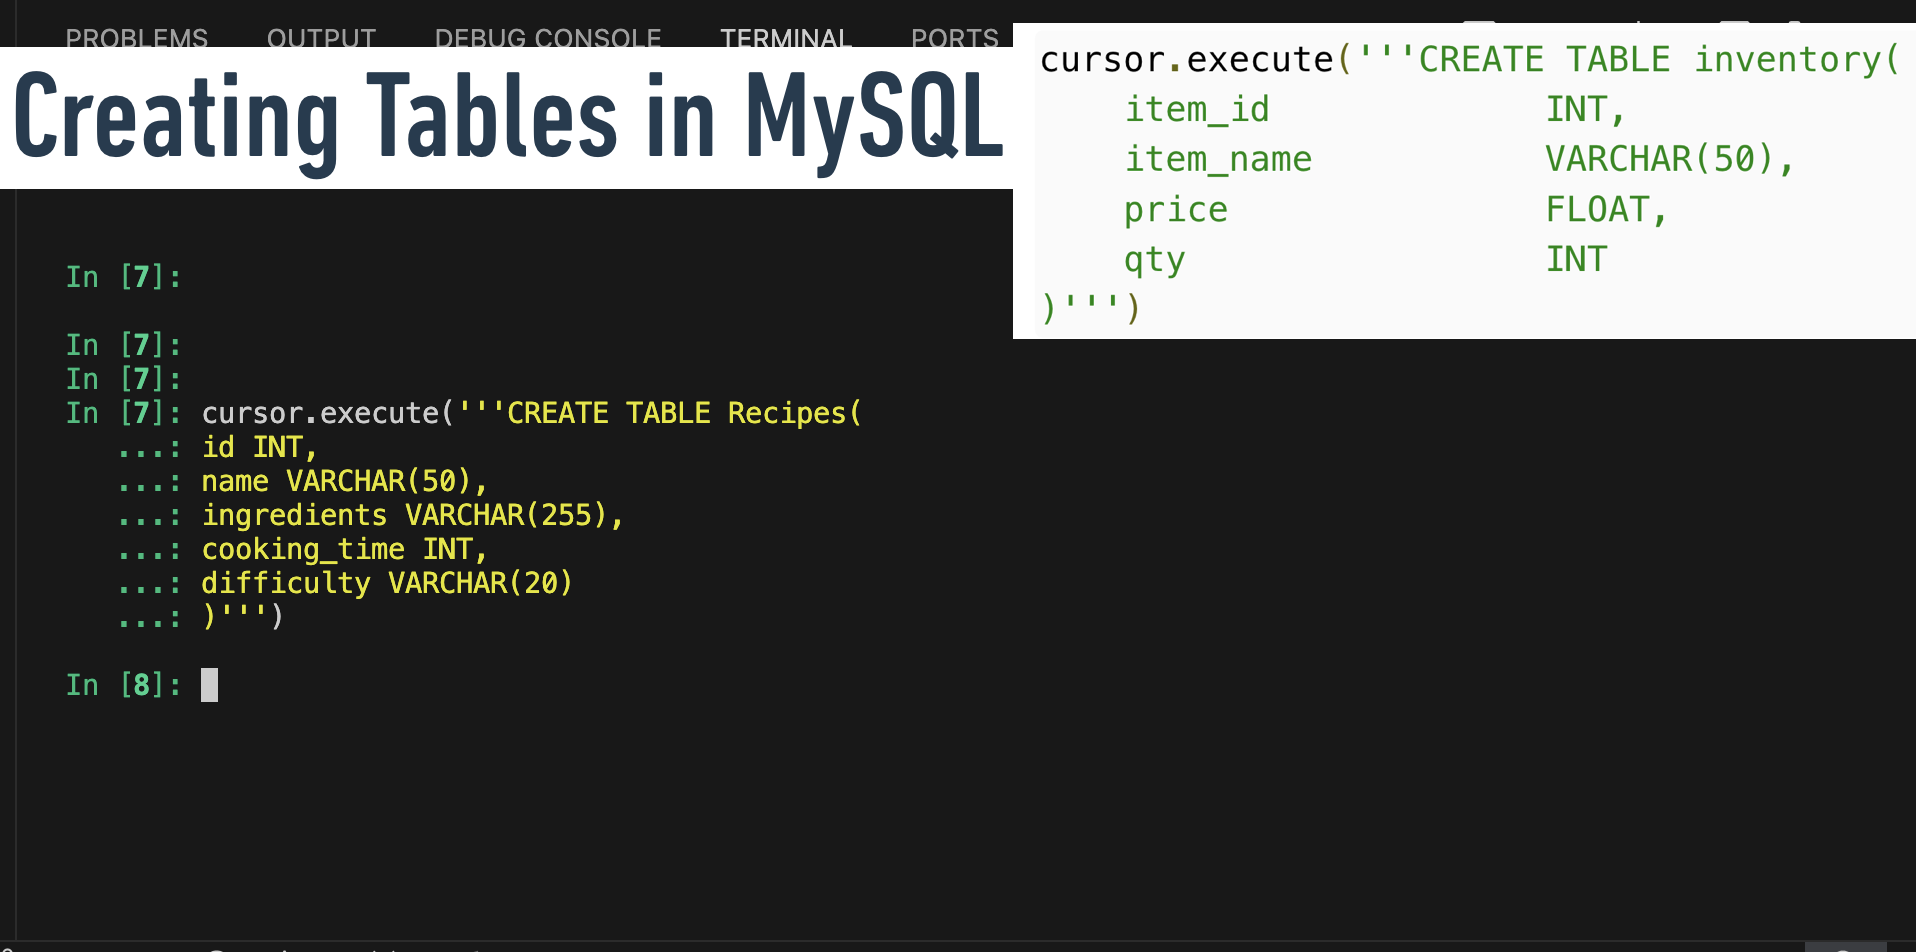 PROBLEMS OUTPUT DEBUG CONSOLE TERMINAL PORTS
Creating Tables in MySQL
cursor.execute('''CREATE TABLE inventory(
    item_id             INT,
    item_name           VARCHAR(50),
    price               FLOAT,
    qty                 INT
)''')
In [7]:
In [7]:
In [7]:
In [7]: cursor.execute('''CREATE TABLE Recipes(
   ...: id INT,
   ...: name VARCHAR(50),
   ...: ingredients VARCHAR(255),
   ...: cooking_time INT,
   ...: difficulty VARCHAR(20)
   ...: )''')
In [8]: